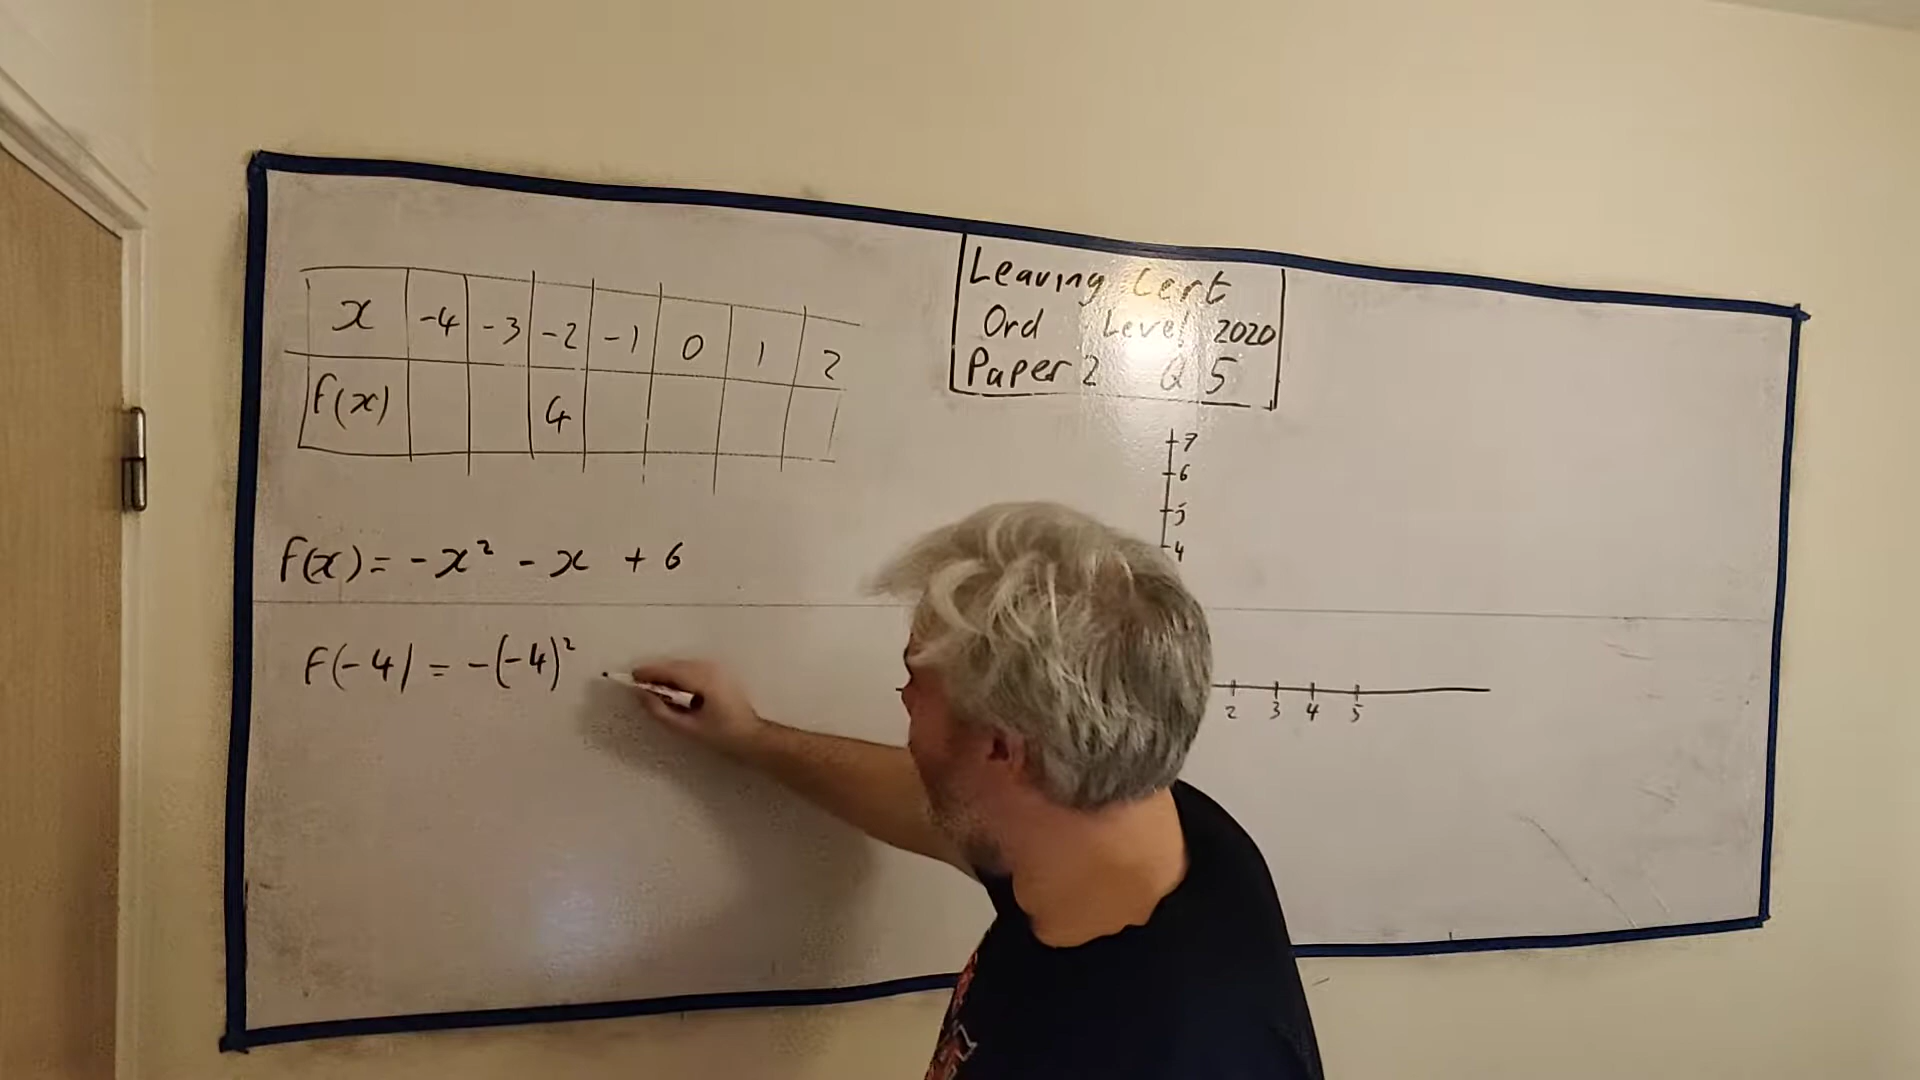 x -4 -3 -2 -1 0 1 2
f(x) 4
f(x) = -x² - x + 6
f(-4) = -(-4)²
Leaving Cert
Ord Level 2020
Paper 2 Q 5
7
6
5
4
2 3 4 5